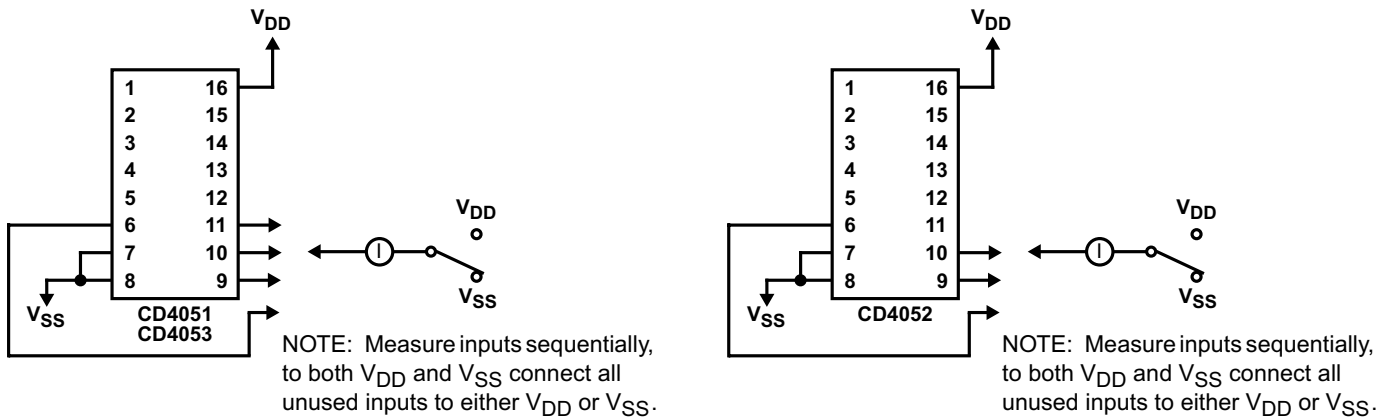 VDD
1 16
2 15
3 14
4 13
5 12
6 11
7 10
8 9
VSS
CD4051
CD4053
I
VDD
VSS
NOTE: Measure inputs sequentially,
to both VDD and VSS connect all
unused inputs to either VDD or VSS.
VDD
1 16
2 15
3 14
4 13
5 12
6 11
7 10
8 9
VSS
CD4052
I
VDD
VSS
NOTE: Measure inputs sequentially,
to both VDD and VSS connect all
unused inputs to either VDD or VSS.